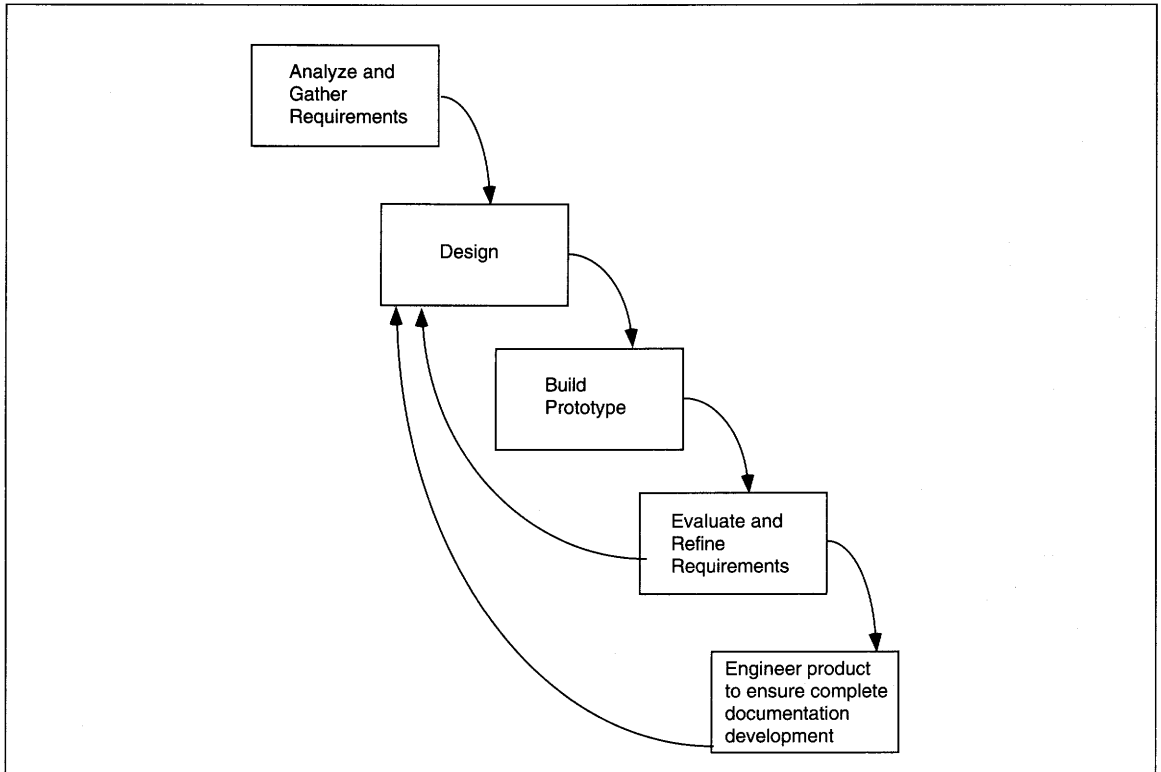 Analyze and
Gather
Requirements
Design
Build
Prototype
Evaluate and
Refine
Requirements
Engineer product
to ensure complete
documentation
development